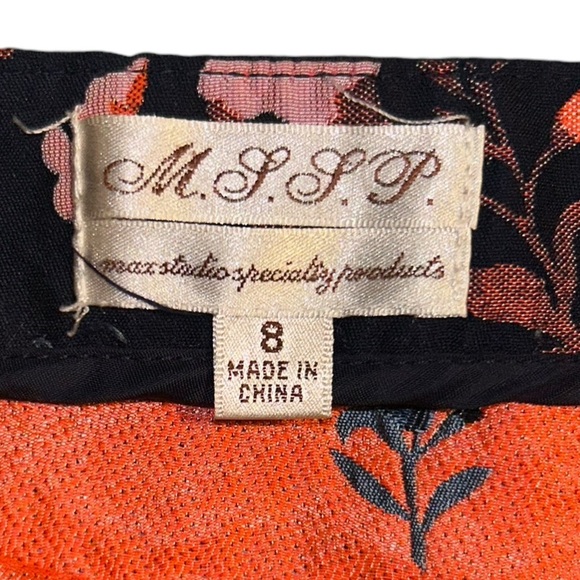 M.S.S.P.
max studio specialty products
8
MADE IN
CHINA